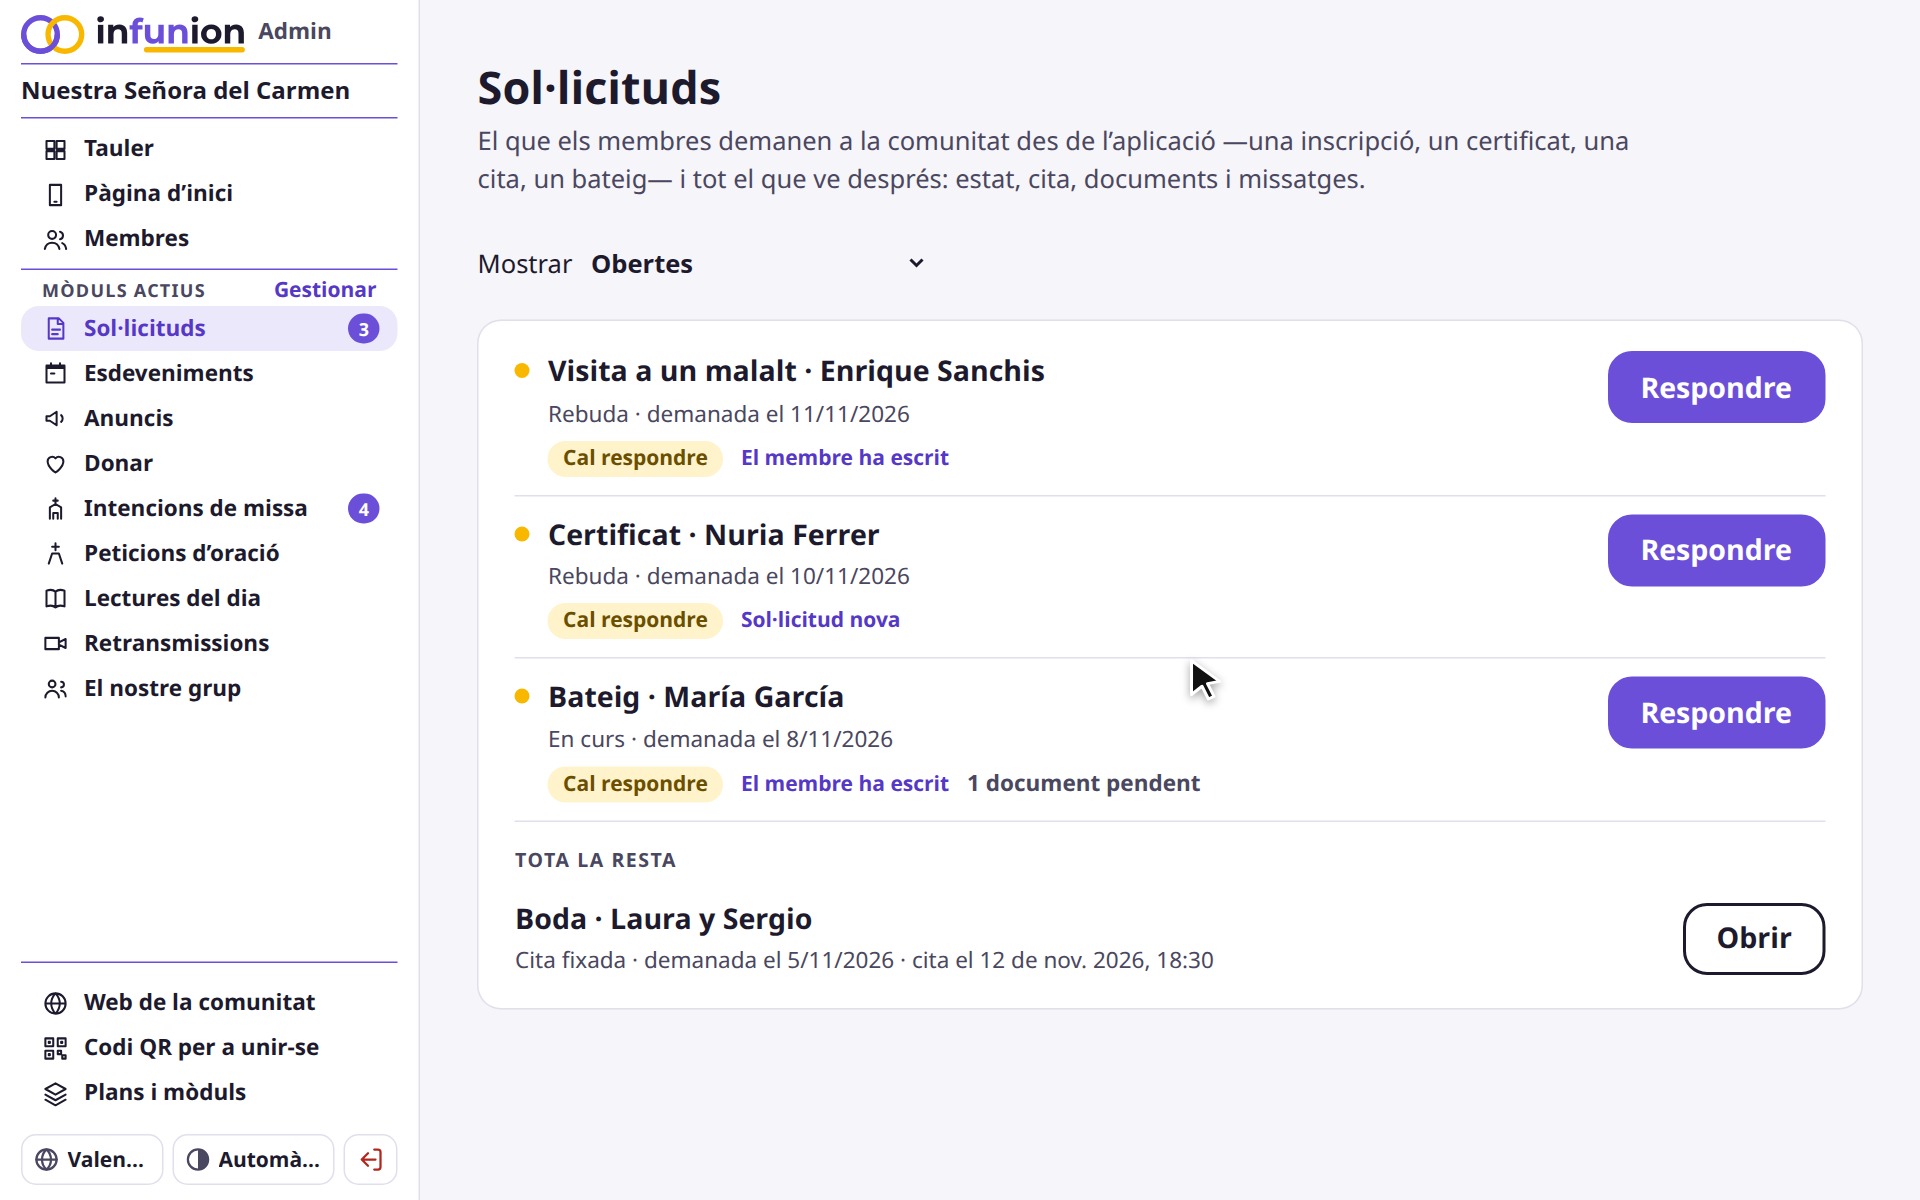 infunion Admin
Nuestra Señora del Carmen
Tauler
Pàgina d’inici
Membres
MÒDULS ACTIUS Gestionar
Sol·licituds 3
Esdeveniments
Anuncis
Donar
Intencions de missa 4
Peticions d’oració
Lectures del dia
Retransmissions
El nostre grup
Web de la comunitat
Codi QR per a unir-se
Plans i mòduls
Valen... Automà...
Sol·licituds
El que els membres demanen a la comunitat des de l’aplicació —una inscripció, un certificat, una
cita, un bateig— i tot el que ve després: estat, cita, documents i missatges.
Mostrar Obertes
Visita a un malalt · Enrique Sanchis
Rebuda · demanada el 11/11/2026
Cal respondre El membre ha escrit
Respondre
Certificat · Nuria Ferrer
Rebuda · demanada el 10/11/2026
Cal respondre Sol·licitud nova
Respondre
Bateig · María García
En curs · demanada el 8/11/2026
Cal respondre El membre ha escrit 1 document pendent
Respondre
TOTA LA RESTA
Boda · Laura y Sergio
Cita fixada · demanada el 5/11/2026 · cita el 12 de nov. 2026, 18:30
Obrir